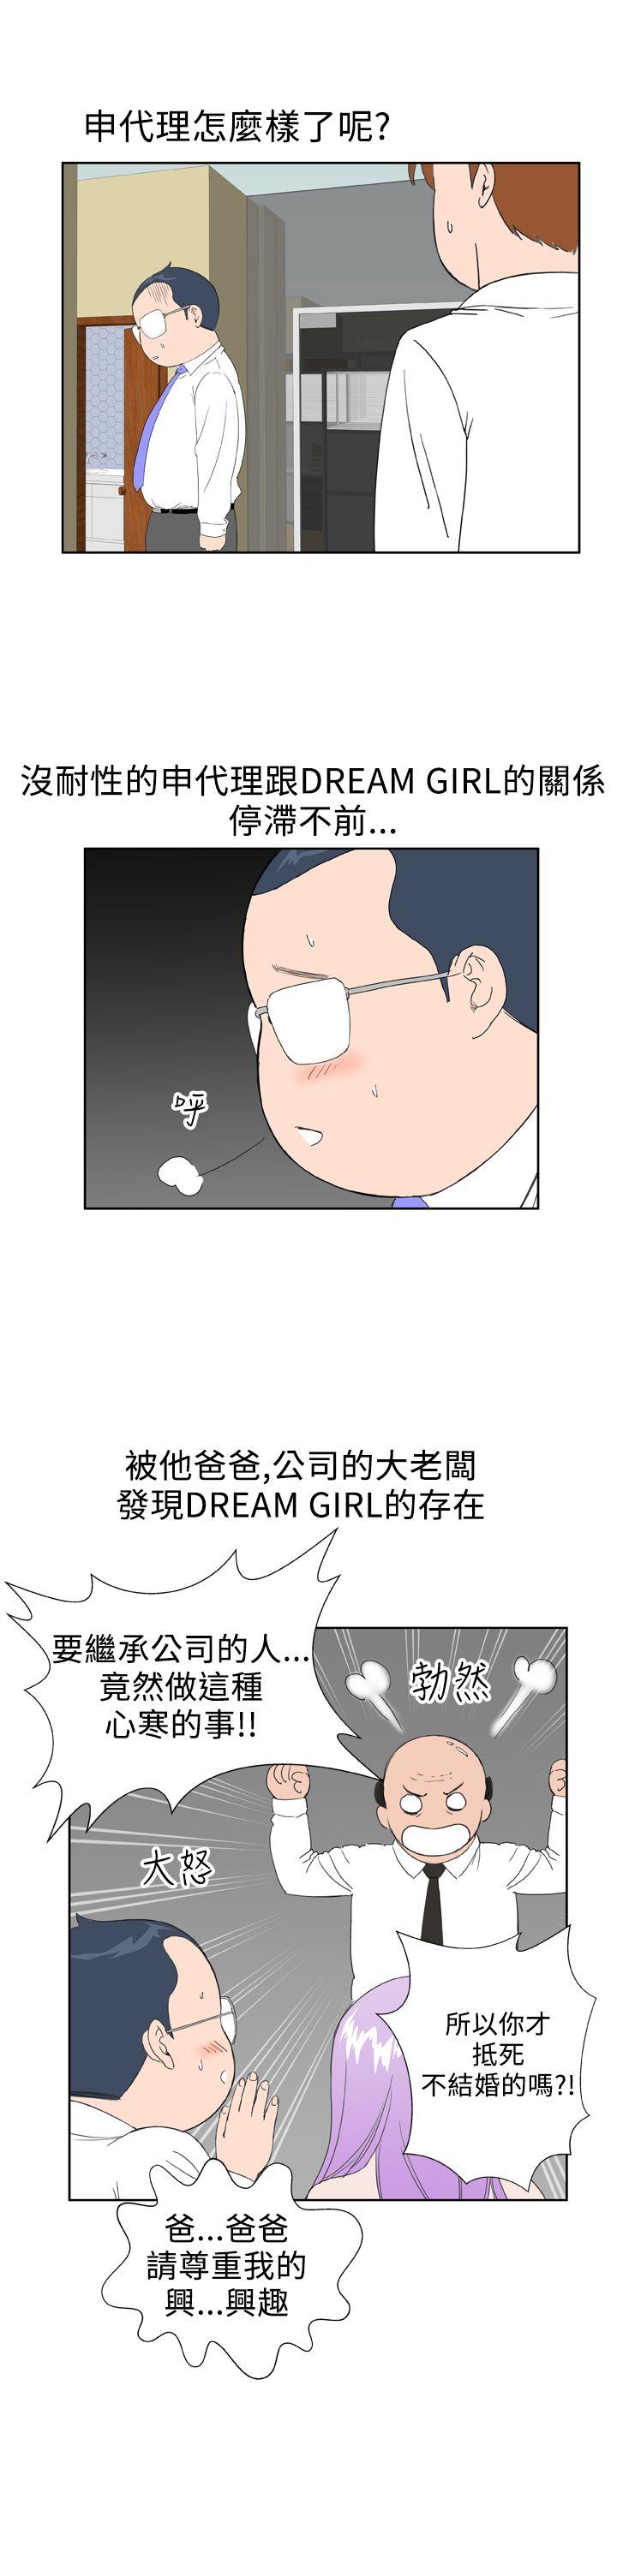 申代理怎麼樣了呢?
沒耐性的申代理跟DREAM GIRL的關係
停滯不前...
呼
被他爸爸,公司的大老闆
發現DREAM GIRL的存在
要繼承公司的人...
竟然做這種
心寒的事!!
勃然
大怒
所以你才
抵死
不結婚的嗎?!
爸...爸爸
請尊重我的
興...興趣